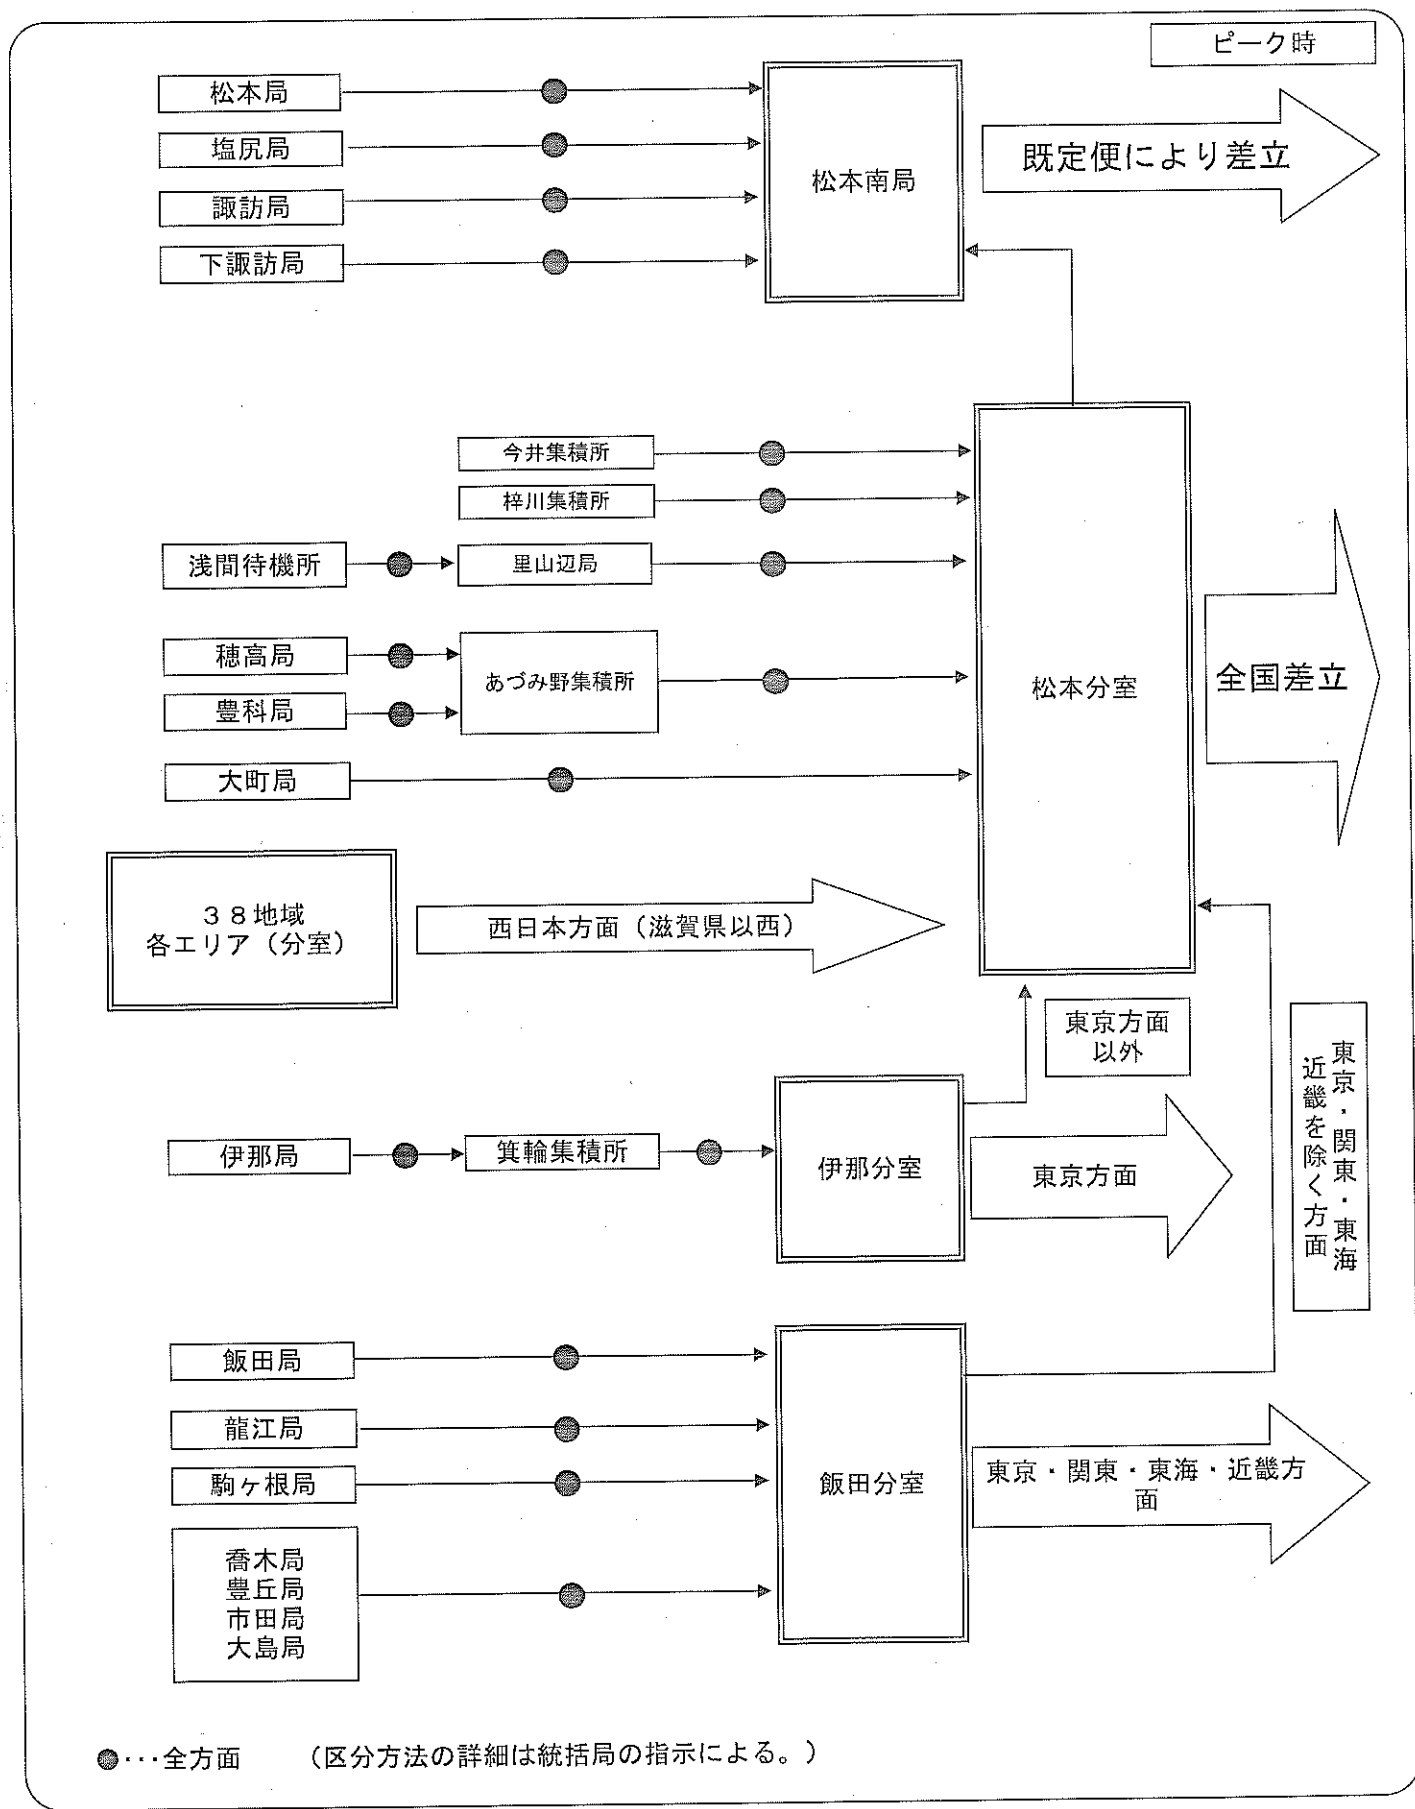 ピーク時
松本局
塩尻局
諏訪局
下諏訪局
松本南局
既定便により差立
今井集積所
梓川集積所
浅間待機所
里山辺局
穂高局
豊科局
あづみ野集積所
大町局
松本分室
全国差立
38地域
各エリア（分室）
西日本方面（滋賀県以西）
東京方面
以外
東京・関東・東海
近畿を除く方面
伊那局
箕輪集積所
伊那分室
東京方面
飯田局
龍江局
駒ヶ根局
喬木局
豊丘局
市田局
大島局
飯田分室
東京・関東・東海・近畿方
面
●…全方面　（区分方法の詳細は統括局の指示による。）